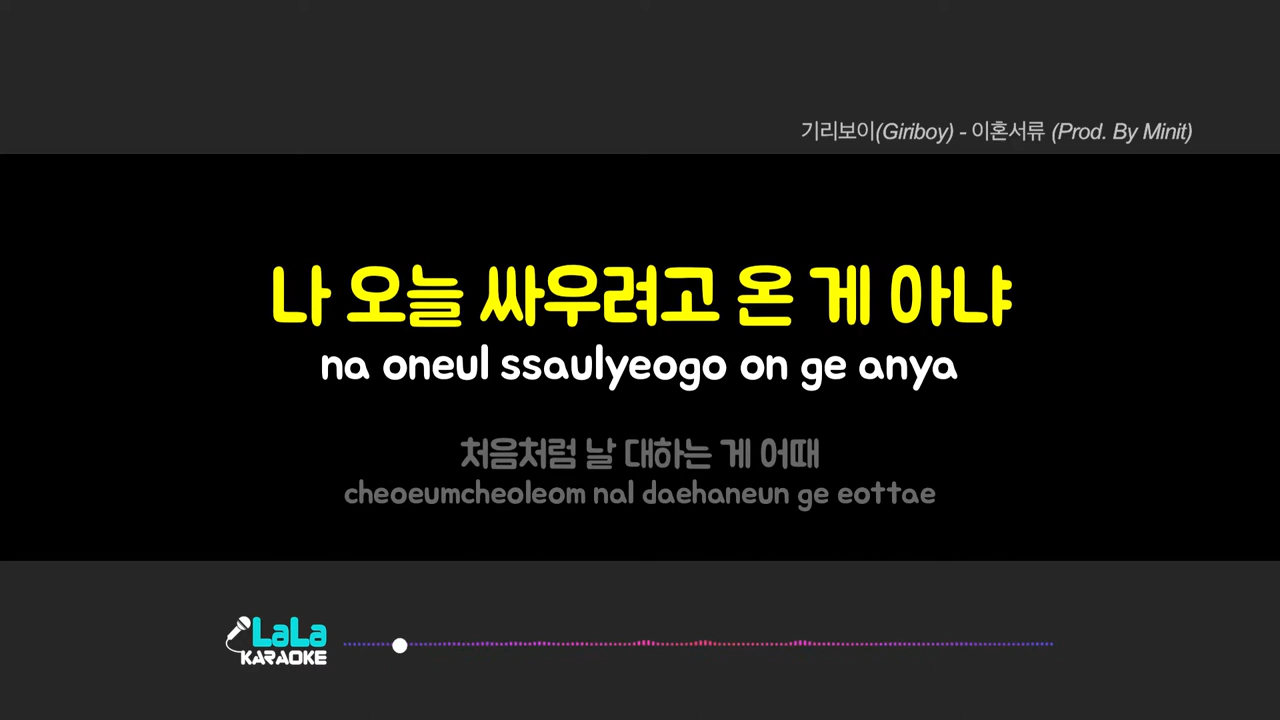 기리보이(Giriboy) - 이혼서류 (Prod. By Minit)
나 오늘 싸우려고 온 게 아냐
na oneul ssaulyeogo on ge anya
처음처럼 날 대하는 게 어때
cheoeumcheoleom nal daehaneun ge eottae
LaLa
KARAOKE